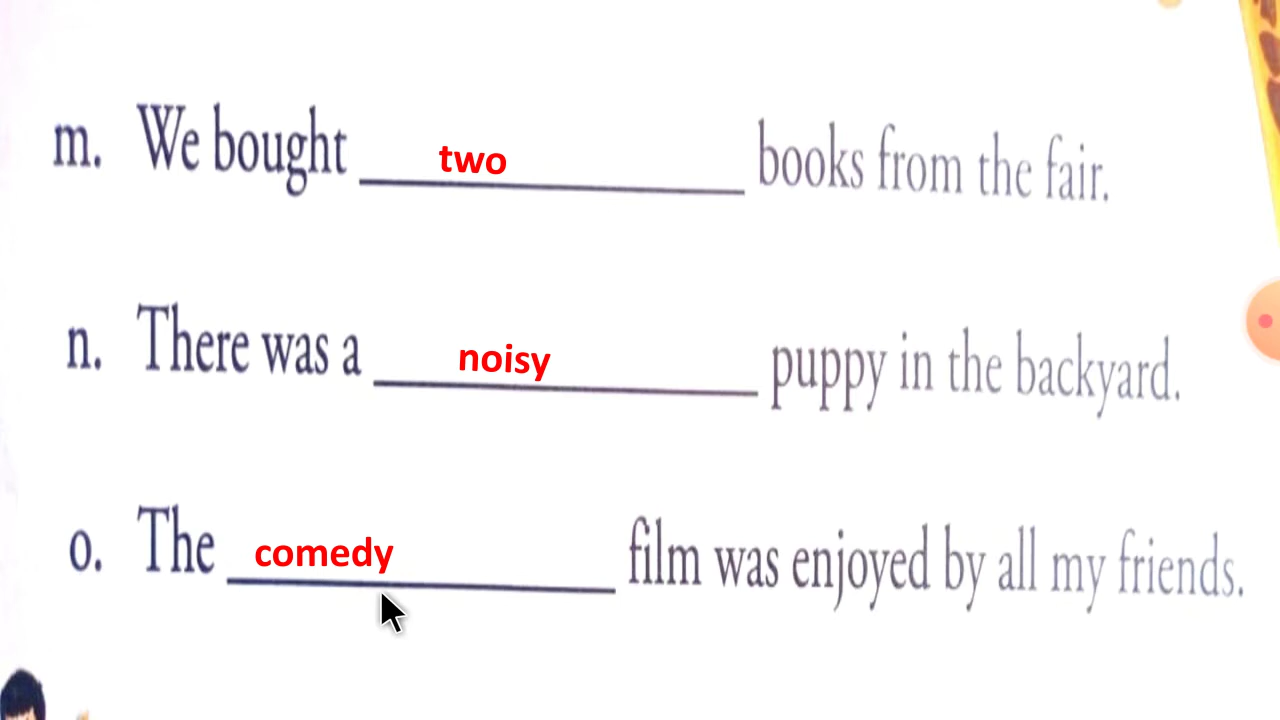 m. We bought two books from the fair.
n. There was a noisy puppy in the backyard.
o. The comedy film was enjoyed by all my friends.